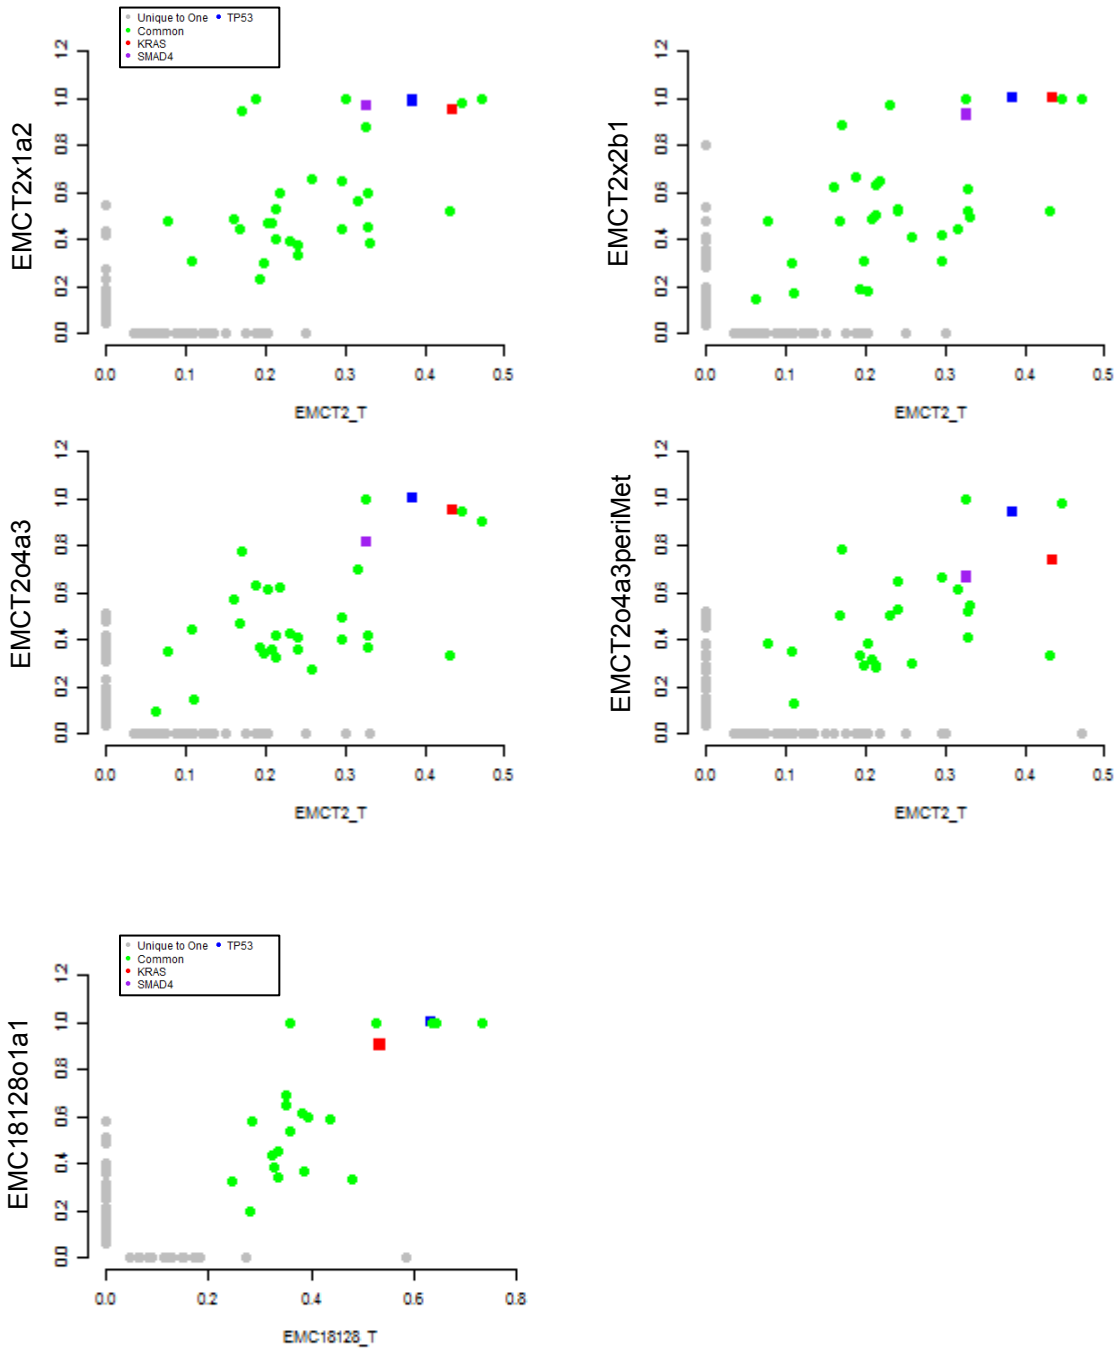 Unique to One TP53
Common
KRAS
SMAD4
EMCT2x1a2
1.2
1.0
0.8
0.6
0.4
0.2
0.0
0.0 0.1 0.2 0.3 0.4 0.5
EMCT2_T
EMCT2x2b1
1.2
1.0
0.8
0.6
0.4
0.2
0.0
0.0 0.1 0.2 0.3 0.4 0.5
EMCT2_T
EMCT2o4a3
1.2
1.0
0.8
0.6
0.4
0.2
0.0
0.0 0.1 0.2 0.3 0.4 0.5
EMCT2_T
EMCT2o4a3periMet
1.2
1.0
0.8
0.6
0.4
0.2
0.0
0.0 0.1 0.2 0.3 0.4 0.5
EMCT2_T
Unique to One TP53
Common
KRAS
SMAD4
EMC18128o1a1
1.2
1.0
0.8
0.6
0.4
0.2
0.0
0.0 0.2 0.4 0.6 0.8
EMC18128_T